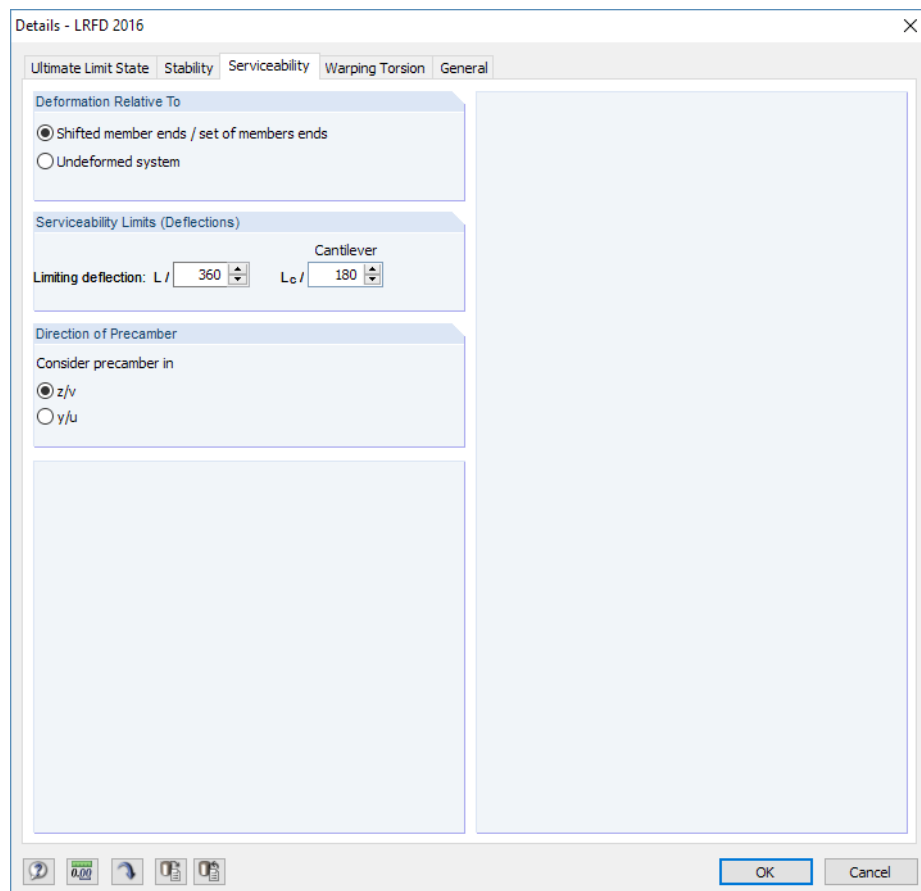 Details - LRFD 2016
Ultimate Limit State Stability Serviceability Warping Torsion General
Deformation Relative To
Shifted member ends / set of members ends
Undeformed system
Serviceability Limits (Deflections)
Cantilever
Limiting deflection: L / 360 Lc / 180
Direction of Precamber
Consider precamber in
z/v
y/u
0.00
OK Cancel